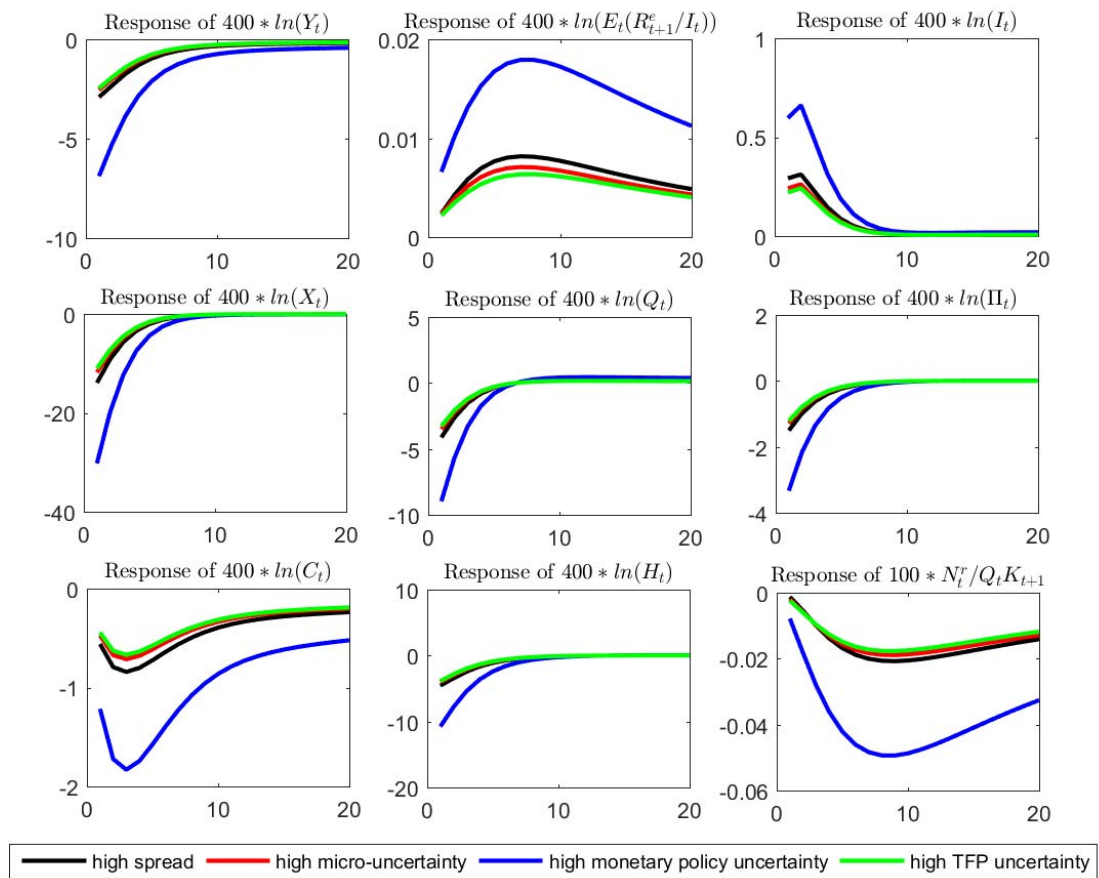 Response of 400 ∗ ln(Y_t)
0
-5
-10
0 10 20
Response of 400 ∗ ln(E_t(R^e_{t+1}/I_t))
0.02
0.01
0
0 10 20
Response of 400 ∗ ln(I_t)
1
0.5
0
0 10 20
Response of 400 ∗ ln(X_t)
0
-20
-40
0 10 20
Response of 400 ∗ ln(Q_t)
5
0
-5
-10
0 10 20
Response of 400 ∗ ln(Π_t)
2
0
-2
-4
0 10 20
Response of 400 ∗ ln(C_t)
0
-1
-2
0 10 20
Response of 400 ∗ ln(H_t)
10
0
-10
-20
0 10 20
Response of 100 ∗ N^r_t/Q_tK_{t+1}
0
-0.02
-0.04
-0.06
0 10 20
high spread high micro-uncertainty high monetary policy uncertainty high TFP uncertainty